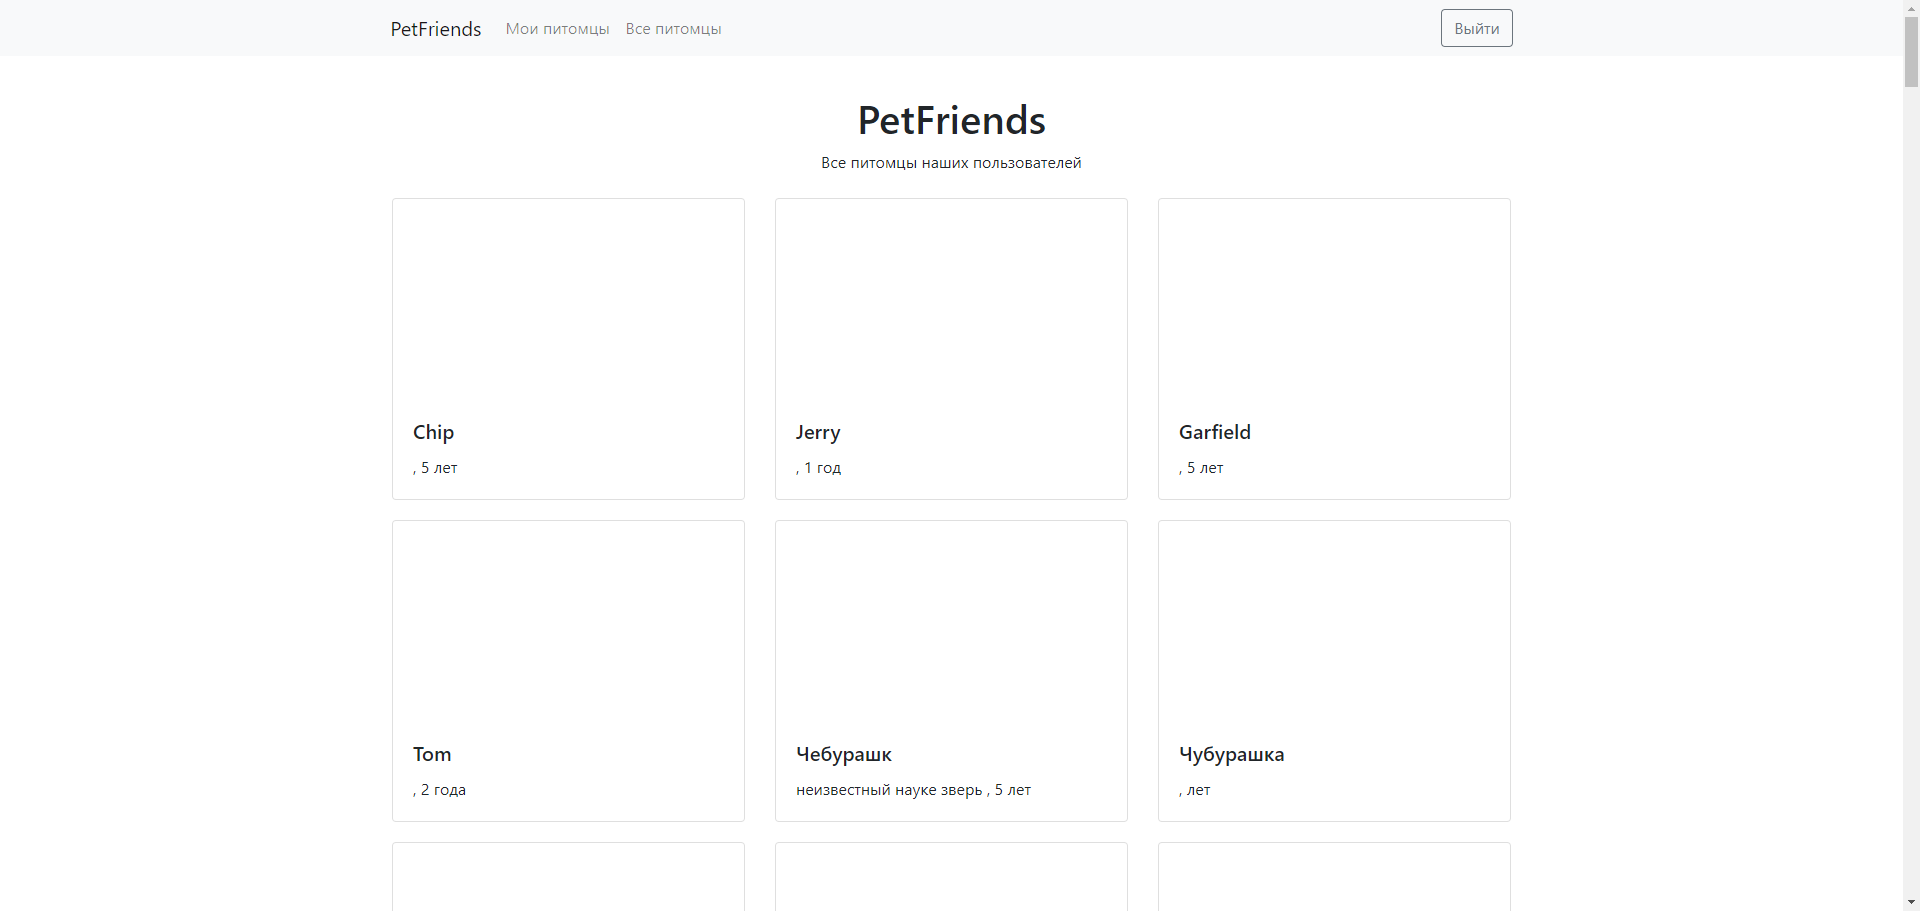 PetFriends Мои питомцы Все питомцы Выйти
PetFriends
Все питомцы наших пользователей
Chip
, 5 лет
Jerry
, 1 год
Garfield
, 5 лет
Tom
, 2 года
Чебурашк
неизвестный науке зверь , 5 лет
Чубурашка
, лет